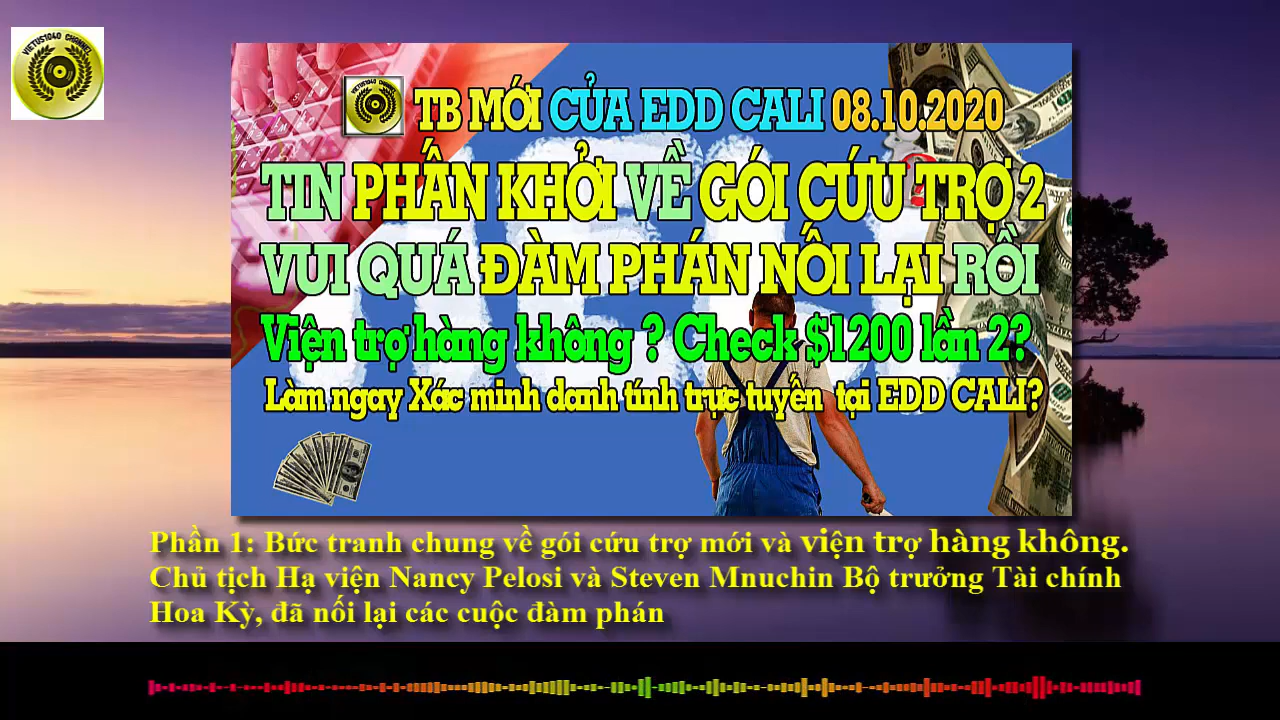 VIETUS1040 CHANNEL
TB MỚI CỦA EDD CALI 08.10.2020
TIN PHẤN KHỞI VỀ GÓI CỨU TRỢ 2
VUI QUÁ ĐÀM PHÁN NỐI LẠI RỒI
Viện trợ hàng không ? Check $1200 lần 2?
Làm ngay Xác minh danh tính trực tuyến tại EDD CALI?
Phần 1: Bức tranh chung về gói cứu trợ mới và viện trợ hàng không.
Chủ tịch Hạ viện Nancy Pelosi và Steven Mnuchin Bộ trưởng Tài chính
Hoa Kỳ, đã nối lại các cuộc đàm phán